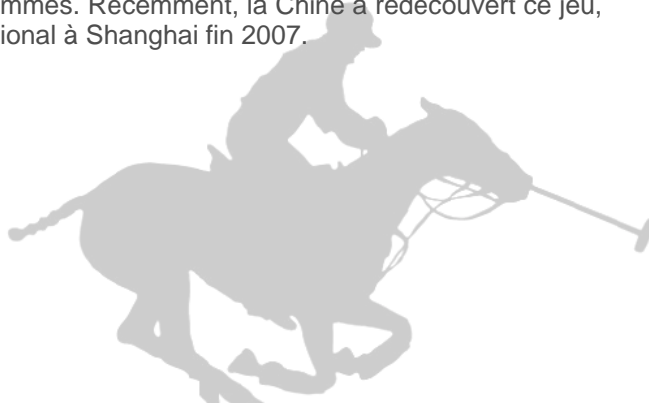 mmes. Récemment, la Chine a redécouvert ce jeu,
ional à Shanghai fin 2007.